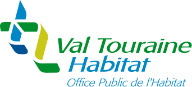 Val Touraine
Habitat
Office Public de l'Habitat